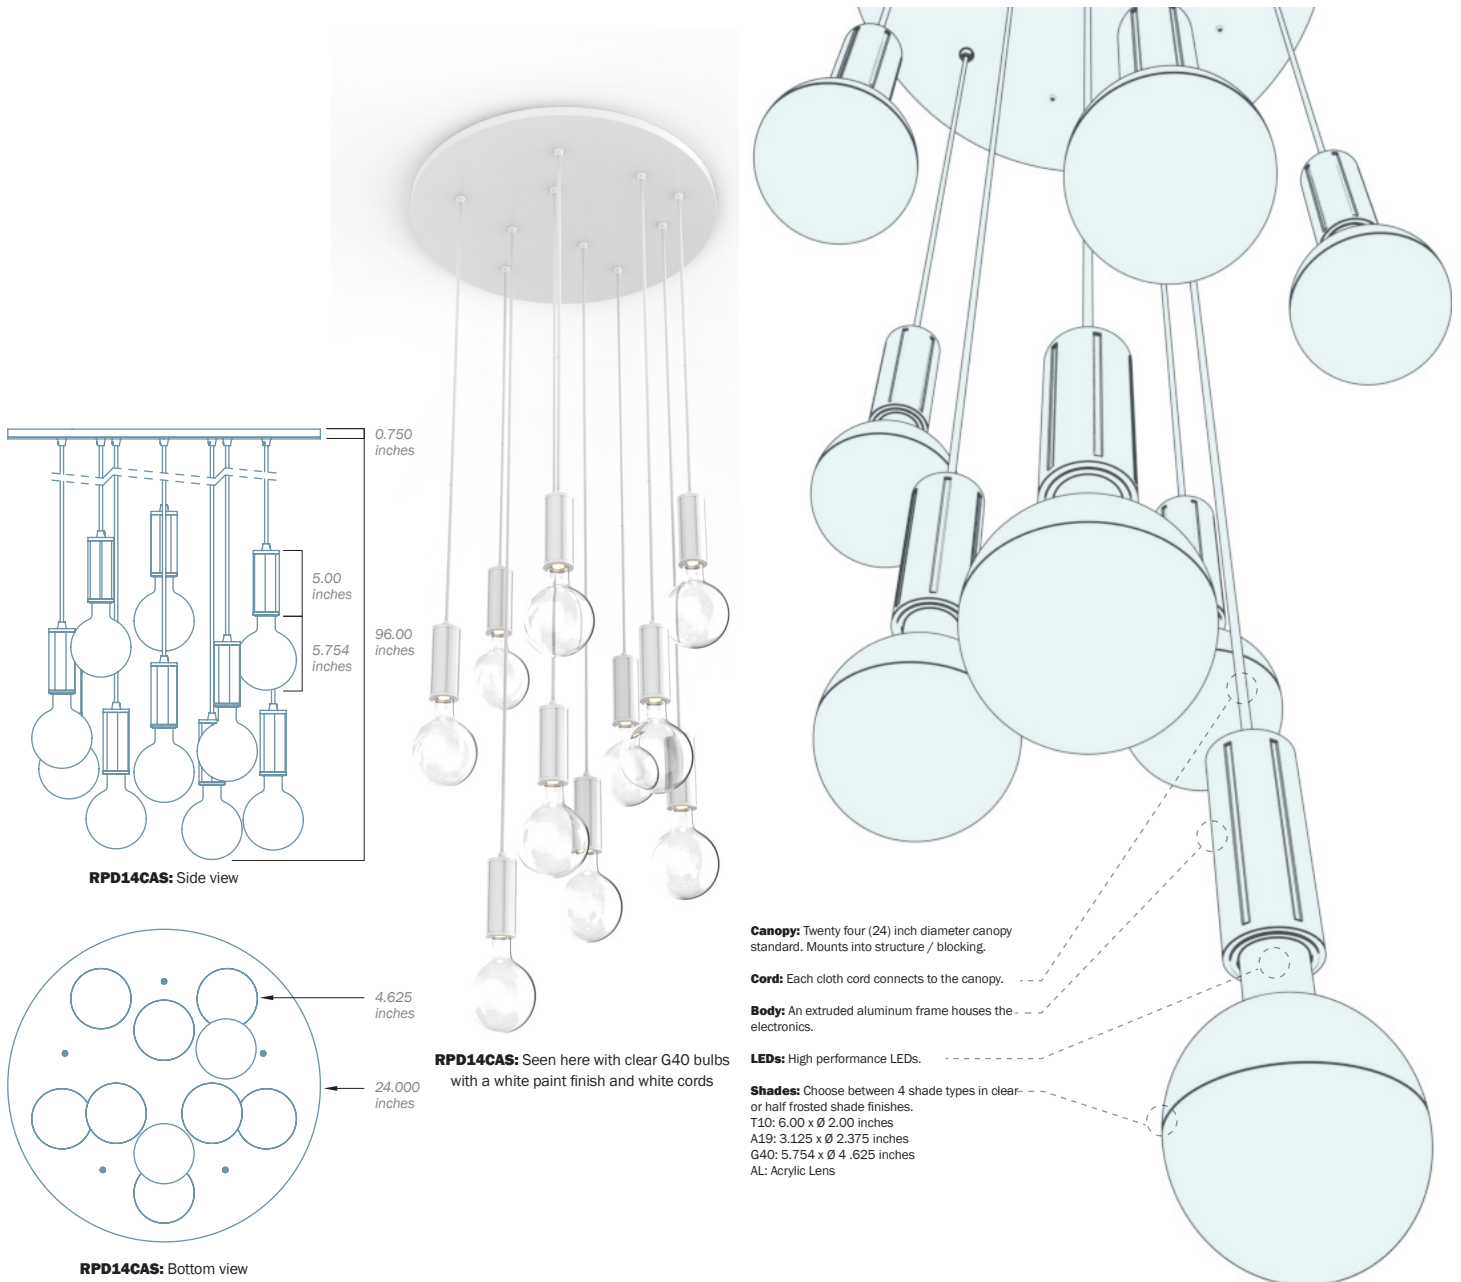 0.750
inches
5.00
inches
5.754
inches
96.00
inches
RPD14CAS: Side view
4.625
inches
24.000
inches
RPD14CAS: Bottom view
RPD14CAS: Seen here with clear G40 bulbs
with a white paint finish and white cords
Canopy: Twenty four (24) inch diameter canopy
standard. Mounts into structure / blocking.
Cord: Each cloth cord connects to the canopy.
Body: An extruded aluminum frame houses the
electronics.
LEDs: High performance LEDs.
Shades: Choose between 4 shade types in clear
or half frosted shade finishes.
T10: 6.00 x Ø 2.00 inches
A19: 3.125 x Ø 2.375 inches
G40: 5.754 x Ø 4 .625 inches
AL: Acrylic Lens